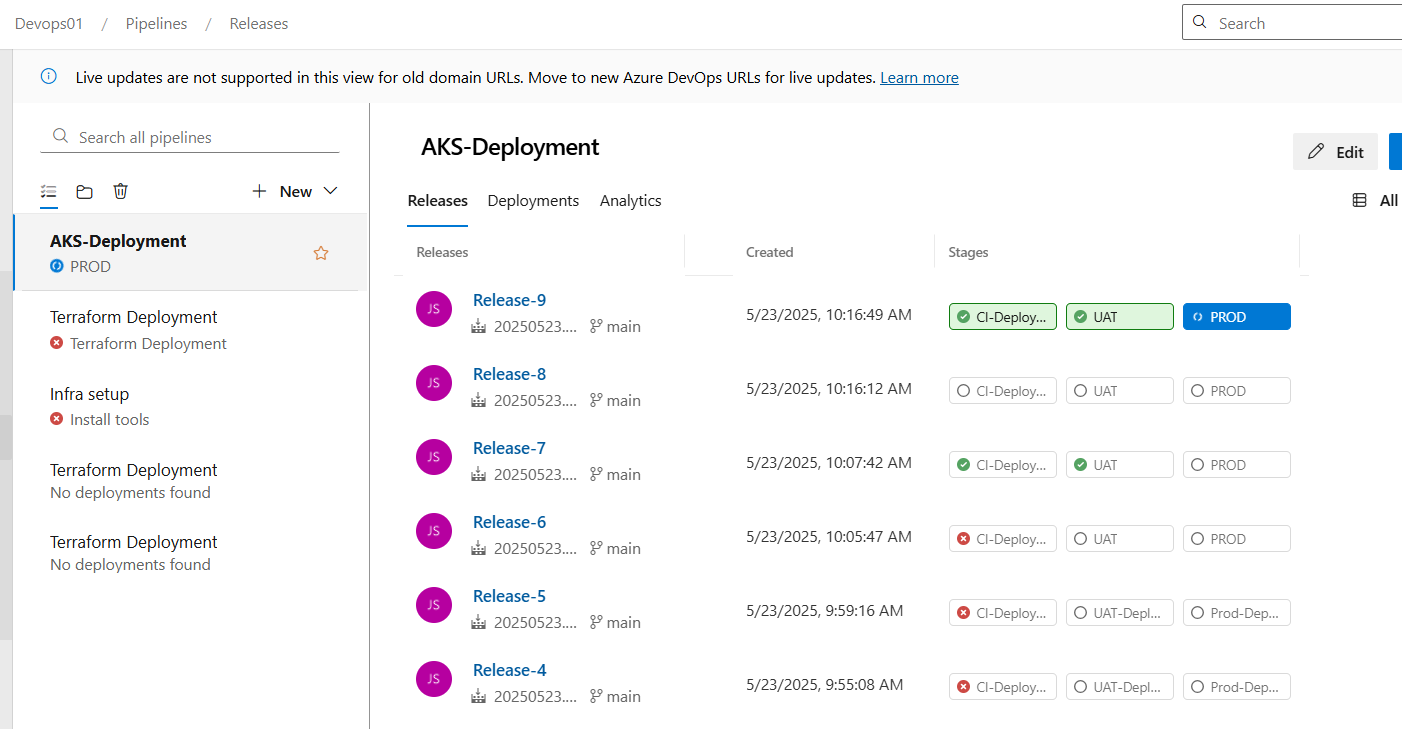 Devops01 / Pipelines / Releases
Search
Live updates are not supported in this view for old domain URLs. Move to new Azure DevOps URLs for live updates. Learn more
Search all pipelines
New
AKS-Deployment
PROD
Terraform Deployment
Terraform Deployment
Infra setup
Install tools
Terraform Deployment
No deployments found
Terraform Deployment
No deployments found
AKS-Deployment
Edit
Releases Deployments Analytics
All
Releases Created Stages
JS Release-9
20250523.... main
5/23/2025, 10:16:49 AM
CI-Deploy... UAT PROD
JS Release-8
20250523.... main
5/23/2025, 10:16:12 AM
CI-Deploy... UAT PROD
JS Release-7
20250523.... main
5/23/2025, 10:07:42 AM
CI-Deploy... UAT PROD
JS Release-6
20250523.... main
5/23/2025, 10:05:47 AM
CI-Deploy... UAT PROD
JS Release-5
20250523.... main
5/23/2025, 9:59:16 AM
CI-Deploy... UAT-Depl... Prod-Dep...
JS Release-4
20250523.... main
5/23/2025, 9:55:08 AM
CI-Deploy... UAT-Depl... Prod-Dep...